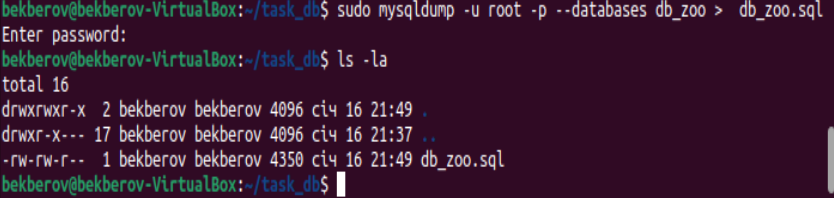 bekberov@bekberov-VirtualBox:~/task_db$ sudo mysqldump -u root -p --databases db_zoo >  db_zoo.sql
Enter password:
bekberov@bekberov-VirtualBox:~/task_db$ ls -la
total 16
drwxrwxr-x  2 bekberov bekberov 4096 січ 16 21:49 .
drwxr-x--- 17 bekberov bekberov 4096 січ 16 21:37 ..
-rw-rw-r--  1 bekberov bekberov 4350 січ 16 21:49 db_zoo.sql
bekberov@bekberov-VirtualBox:~/task_db$